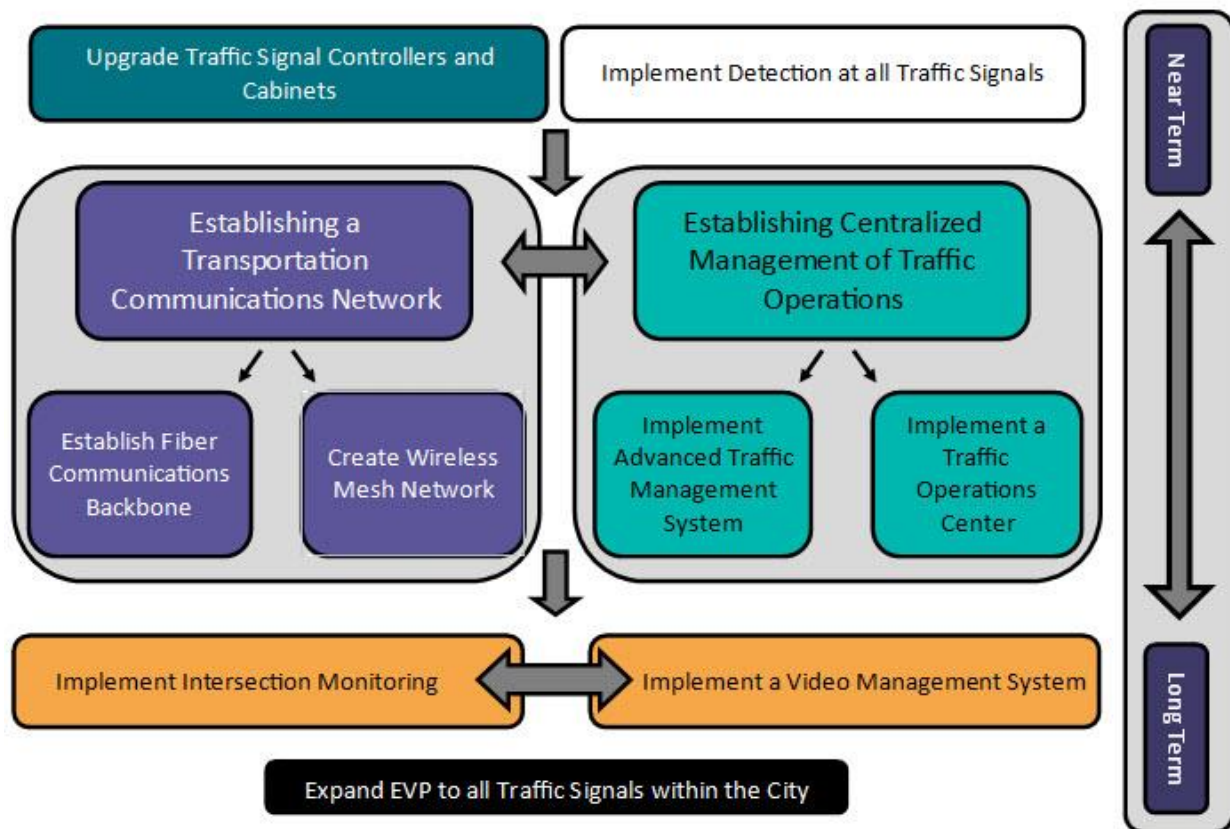 Upgrade Traffic Signal Controllers and
Cabinets
Implement Detection at all Traffic Signals
Near Term
Establishing a
Transportation
Communications Network
Establishing Centralized
Management of Traffic
Operations
Establish Fiber
Communications
Backbone
Create Wireless
Mesh Network
Implement
Advanced Traffic
Management
System
Implement a
Traffic
Operations
Center
Implement Intersection Monitoring
Implement a Video Management System
Long Term
Expand EVP to all Traffic Signals within the City